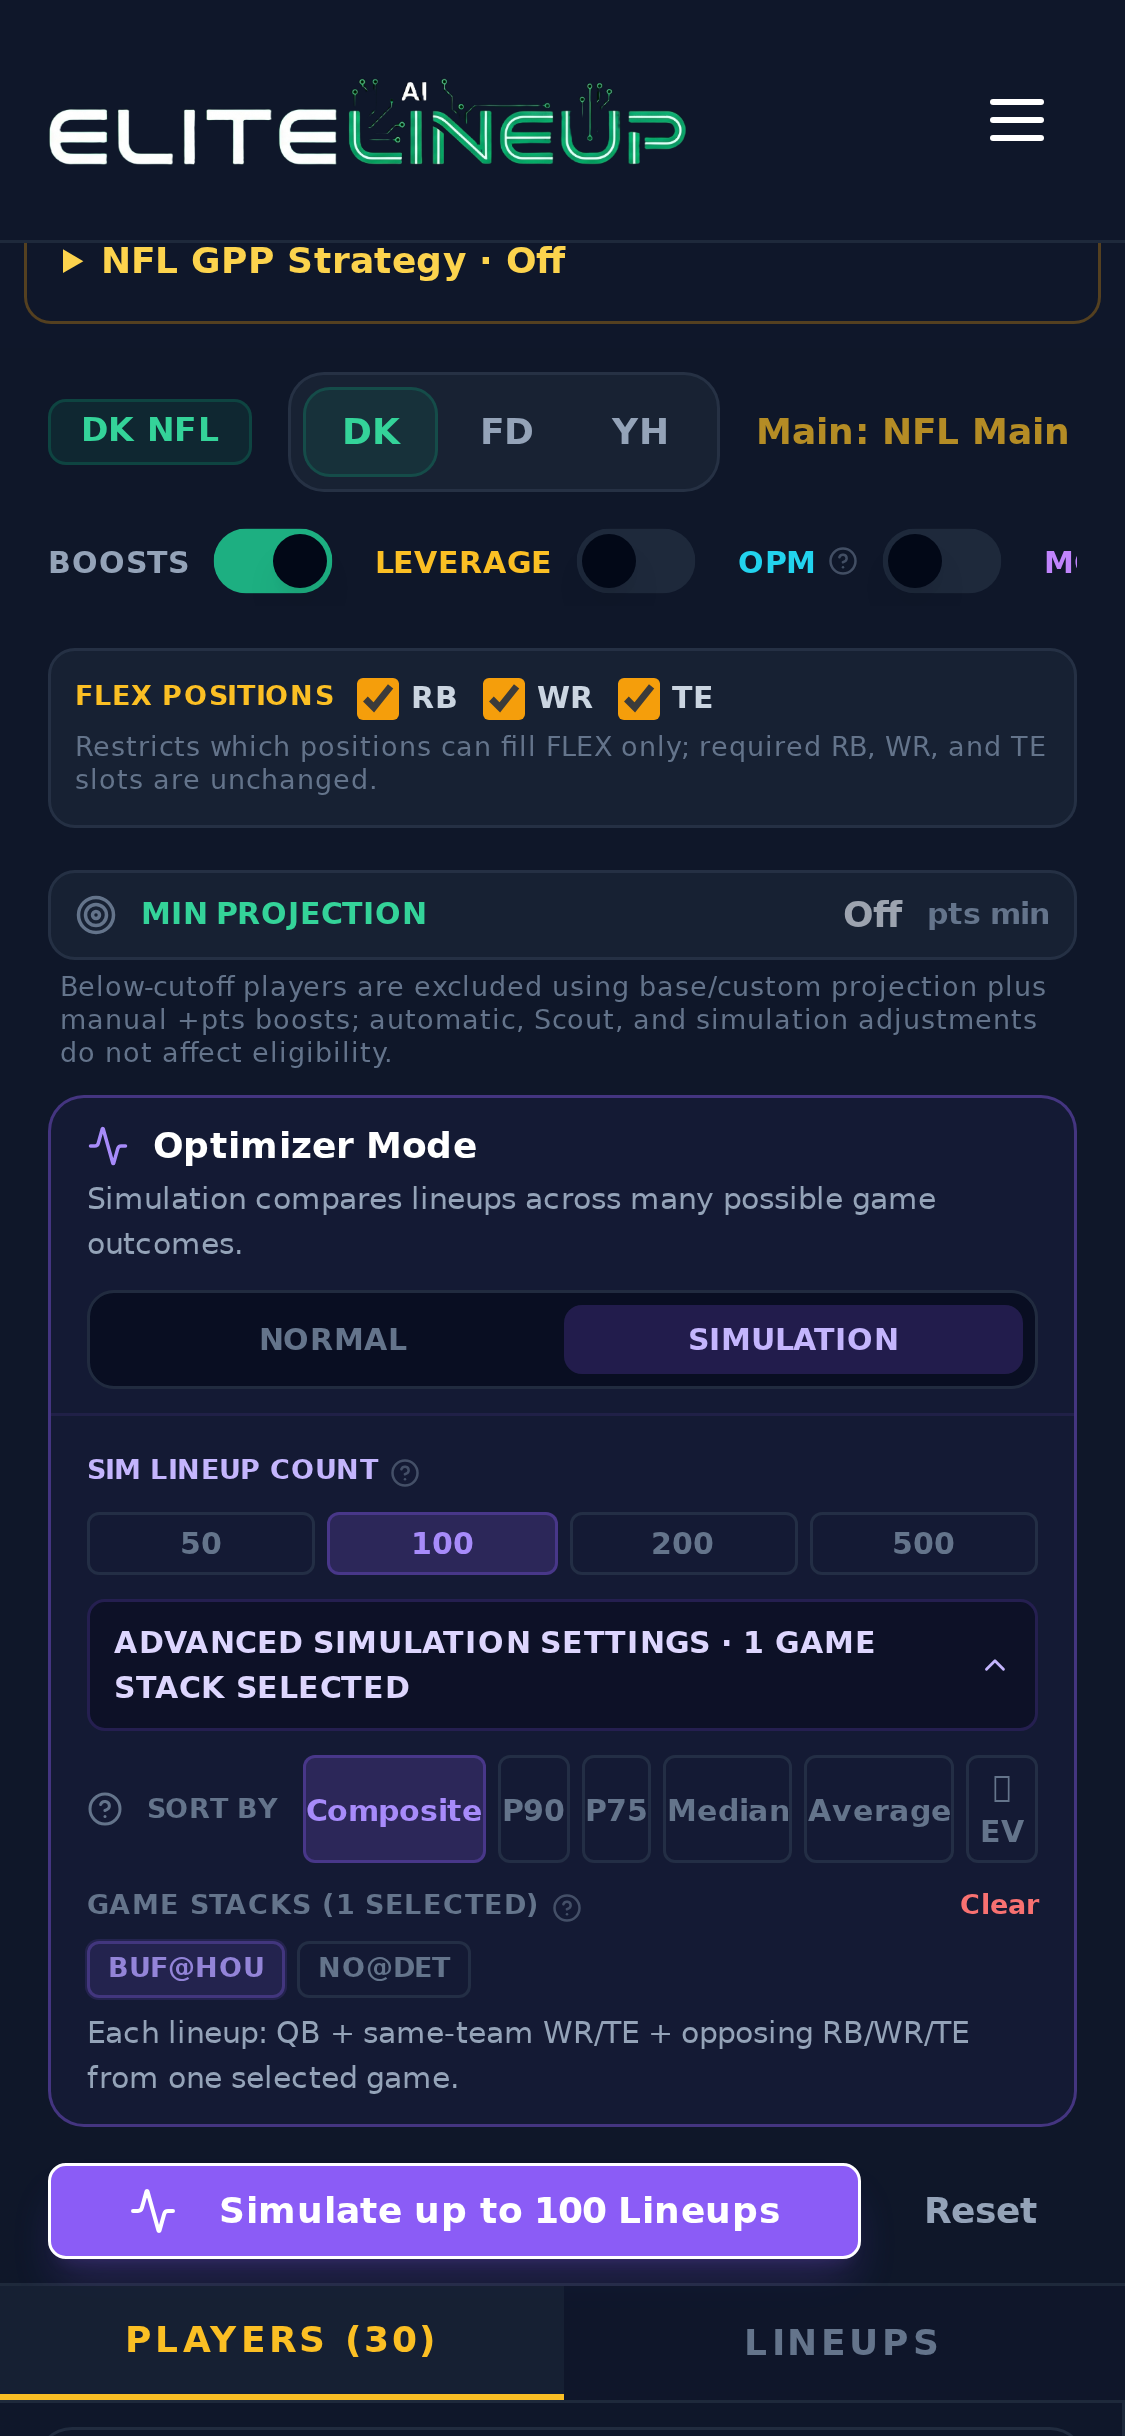 AI
ELITELINEUP
▶ NFL GPP Strategy · Off
DK NFL
DK
FD
YH
Main: NFL Main
BOOSTS
LEVERAGE
OPM
FLEX POSITIONS
RB
WR
TE
Restricts which positions can fill FLEX only; required RB, WR, and TE
slots are unchanged.
MIN PROJECTION
Off
pts min
Below-cutoff players are excluded using base/custom projection plus
manual +pts boosts; automatic, Scout, and simulation adjustments
do not affect eligibility.
Optimizer Mode
Simulation compares lineups across many possible game
outcomes.
NORMAL
SIMULATION
SIM LINEUP COUNT
50
100
200
500
ADVANCED SIMULATION SETTINGS · 1 GAME
STACK SELECTED
SORT BY
Composite
P90
P75
Median
Average
EV
GAME STACKS (1 SELECTED)
Clear
BUF@HOU
NO@DET
Each lineup: QB + same-team WR/TE + opposing RB/WR/TE
from one selected game.
Simulate up to 100 Lineups
Reset
PLAYERS (30)
LINEUPS